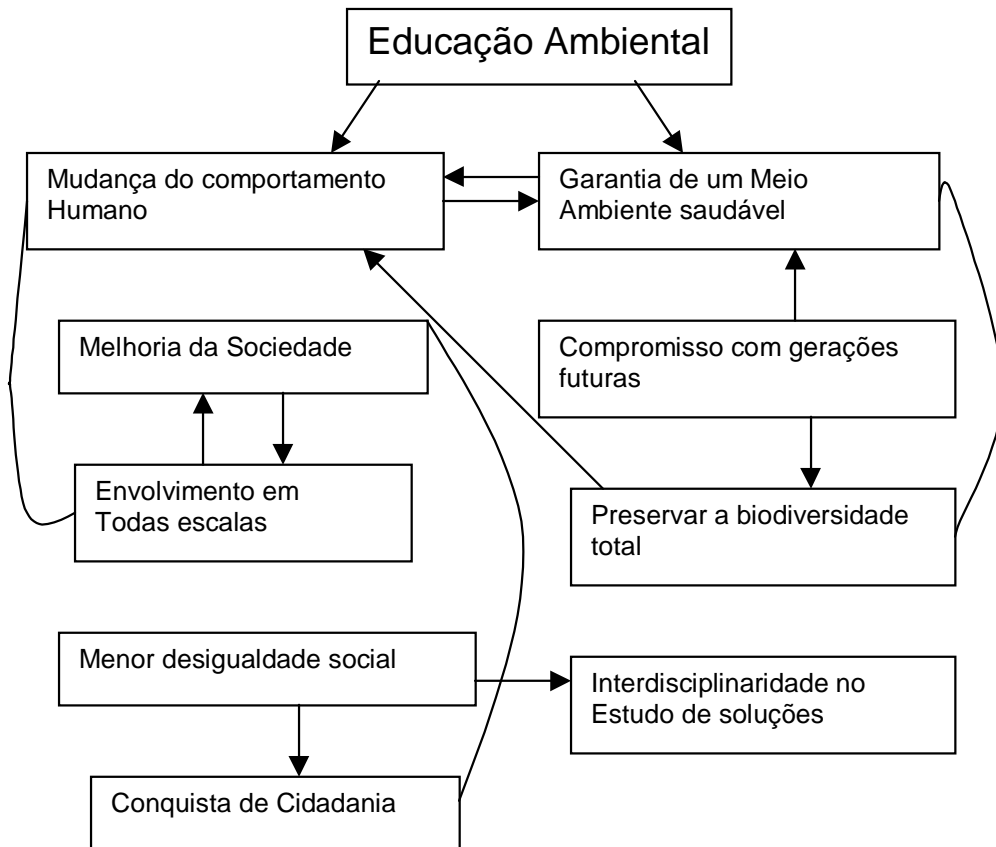 Educação Ambiental
Mudança do comportamento
Humano
Garantia de um Meio
Ambiente saudável
Melhoria da Sociedade
Compromisso com gerações
futuras
Envolvimento em
Todas escalas
Preservar a biodiversidade
total
Menor desigualdade social
Interdisciplinaridade no
Estudo de soluções
Conquista de Cidadania